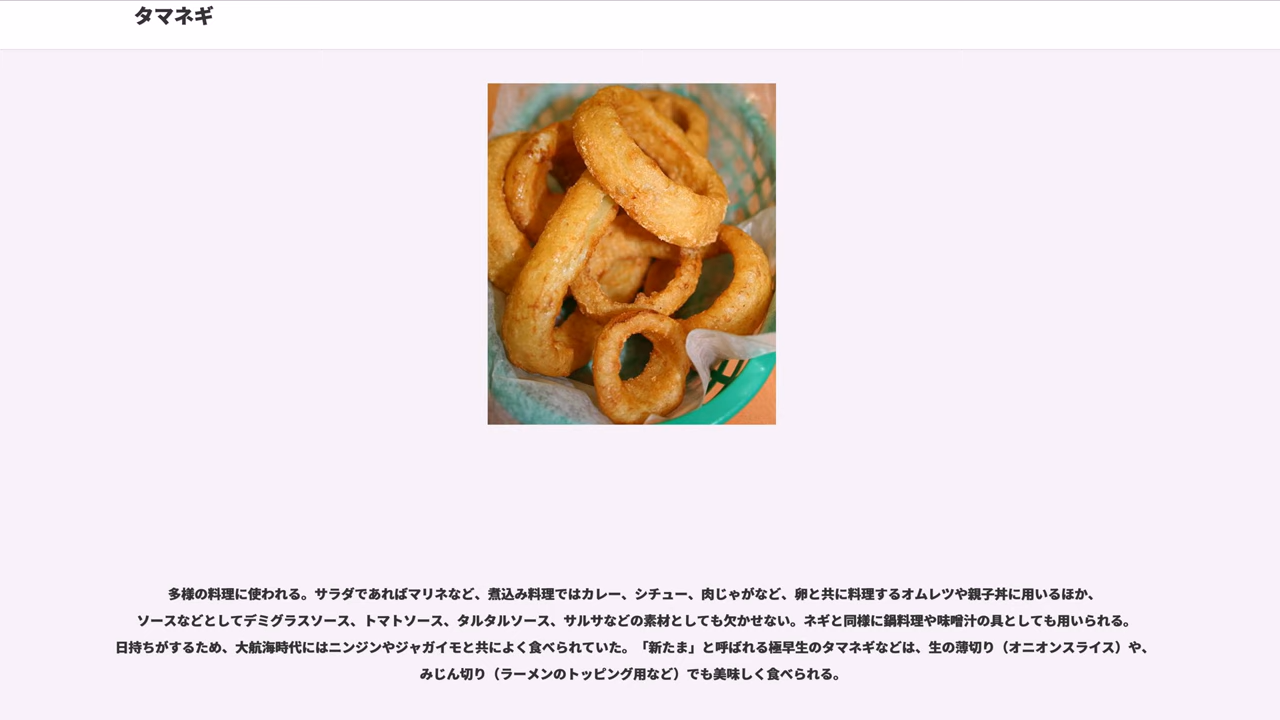 タマネギ
多様の料理に使われる。サラダであればマリネなど、煮込み料理ではカレー、シチュー、肉じゃがなど、卵と共に料理するオムレツや親子丼に用いるほか、
ソースなどとしてデミグラスソース、トマトソース、タルタルソース、サルサなどの素材としても欠かせない。ネギと同様に鍋料理や味噌汁の具としても用いられる。
日持ちがするため、大航海時代にはニンジンやジャガイモと共によく食べられていた。「新たま」と呼ばれる極早生のタマネギなどは、生の薄切り（オニオンスライス）や、
みじん切り（ラーメンのトッピング用など）でも美味しく食べられる。